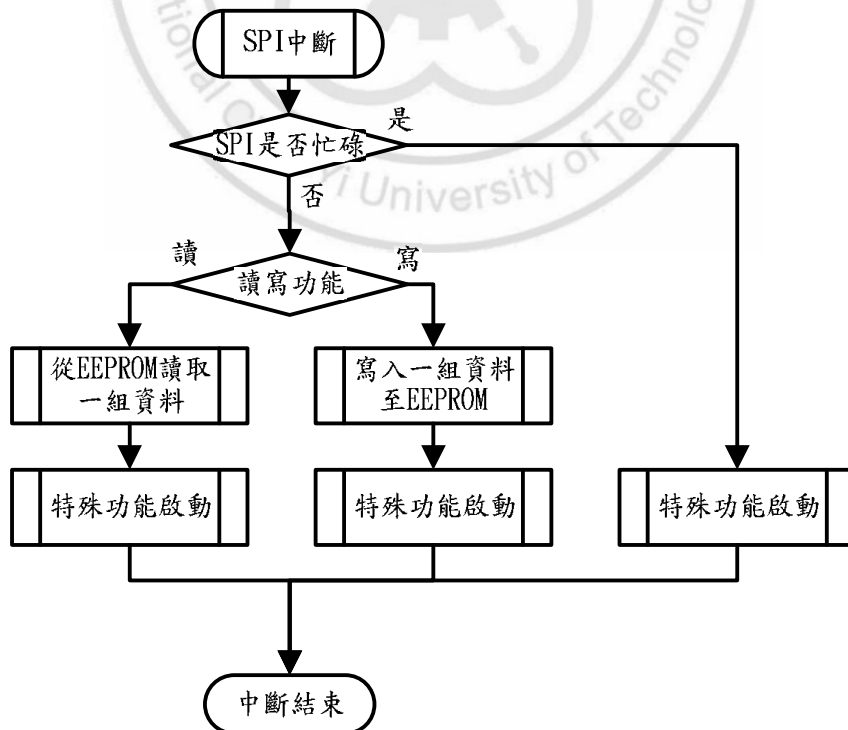 SPI中斷
是
SPI是否忙碌
否
讀
寫
讀寫功能
從EEPROM讀取
一組資料
寫入一組資料
至EEPROM
特殊功能啟動
特殊功能啟動
特殊功能啟動
中斷結束
University of Technolo